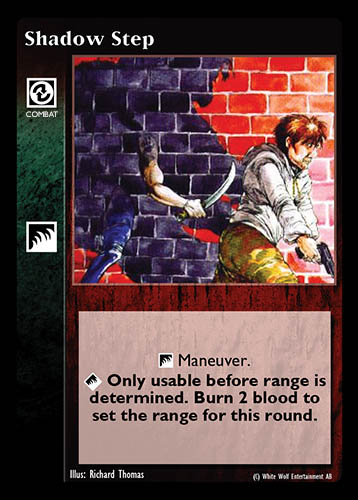 Shadow Step
COMBAT
Maneuver.
Only usable before range is
determined. Burn 2 blood to
set the range for this round.
Illus: Richard Thomas
(C) White Wolf Entertainment AB